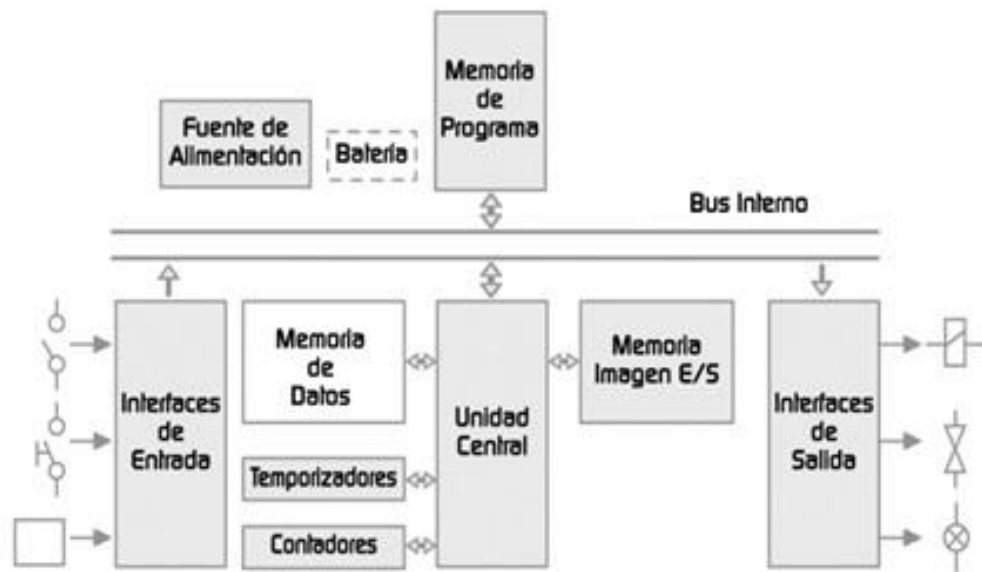 Memoria
de
Programa
Fuente de
Alimentación
Batería
Bus Interno
Interfaces
de
Entrada
Memoria
de
Datos
Temporizadores
Contadores
Unidad
Central
Memoria
Imagen E/S
Interfaces
de
Salida